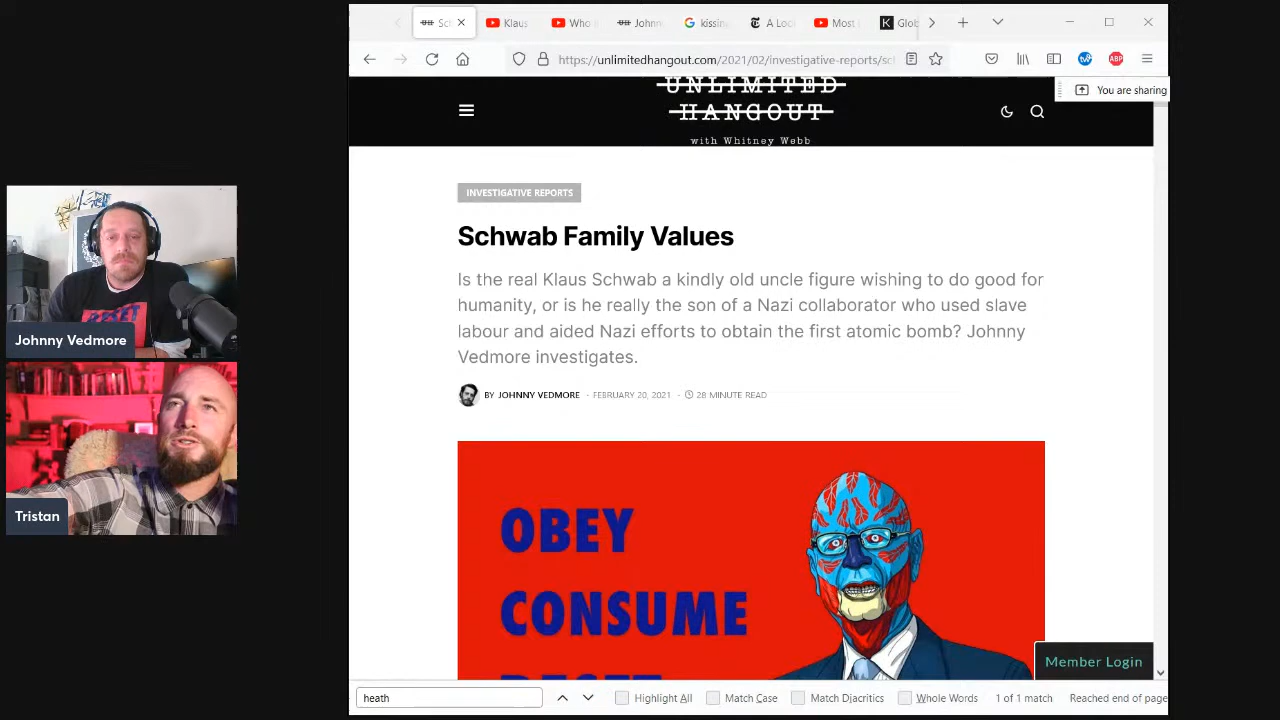 Sc
Klaus
Who
Johnny
kissin
A Loc
Most
K Glob
https://unlimitedhangout.com/2021/02/investigative-reports/sc
ABP
You are sharing
UNLIMITED
HANGOUT
with Whitney Webb
INVESTIGATIVE REPORTS
Schwab Family Values
Is the real Klaus Schwab a kindly old uncle figure wishing to do good for
humanity, or is he really the son of a Nazi collaborator who used slave
labour and aided Nazi efforts to obtain the first atomic bomb? Johnny
Vedmore investigates.
BY JOHNNY VEDMORE · FEBRUARY 20, 2021 · 28 MINUTE READ
OBEY
CONSUME
RESET
Member Login
heath
Highlight All
Match Case
Match Diacritics
Whole Words
1 of 1 match
Reached end of page
RESET
Johnny Vedmore
Tristan